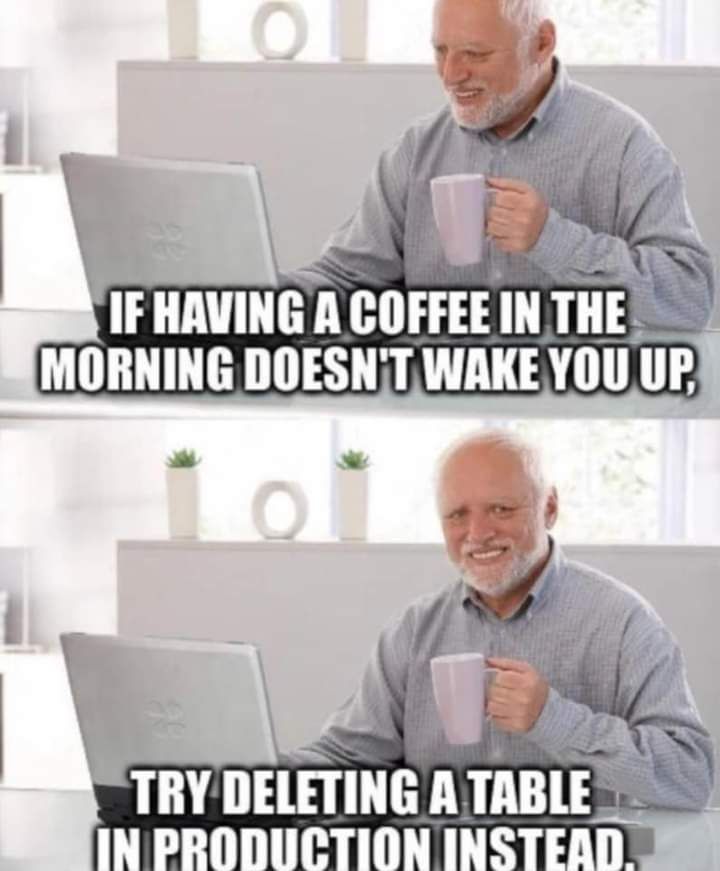 IF HAVING A COFFEE IN THE
MORNING DOESN'T WAKE YOU UP,
TRY DELETING A TABLE
IN PRODUCTION INSTEAD.